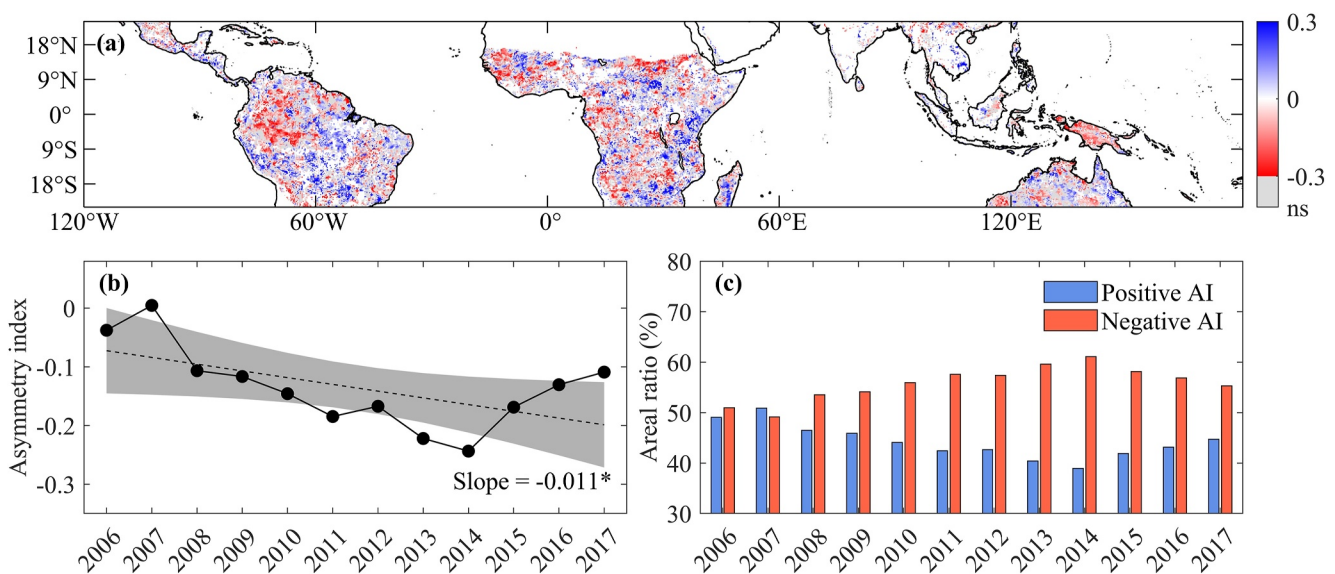 (a)
18°N
9°N
0°
9°S
18°S
120°W
60°W
0°
60°E
120°E
0.3
0
-0.3
ns
(b)
Asymmetry index
0
-0.1
-0.2
-0.3
Slope = -0.011*
2006
2007
2008
2009
2010
2011
2012
2013
2014
2015
2016
2017
(c)
Areal ratio (%)
80
70
60
50
40
30
Positive AI
Negative AI
2006
2007
2008
2009
2010
2011
2012
2013
2014
2015
2016
2017